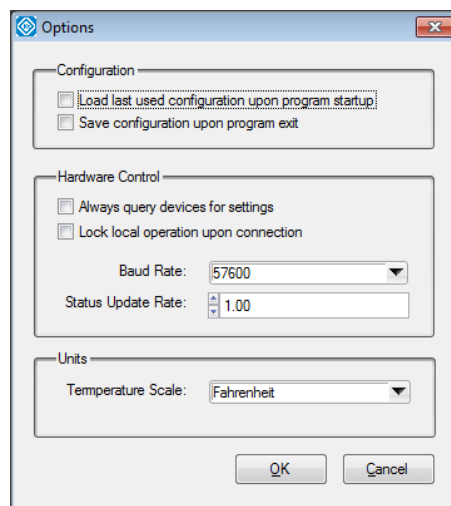 Options
Configuration
Load last used configuration upon program startup
Save configuration upon program exit
Hardware Control
Always query devices for settings
Lock local operation upon connection
Baud Rate: 57600
Status Update Rate: 1.00
Units
Termperature Scale: Fahrenheit
OK Cancel